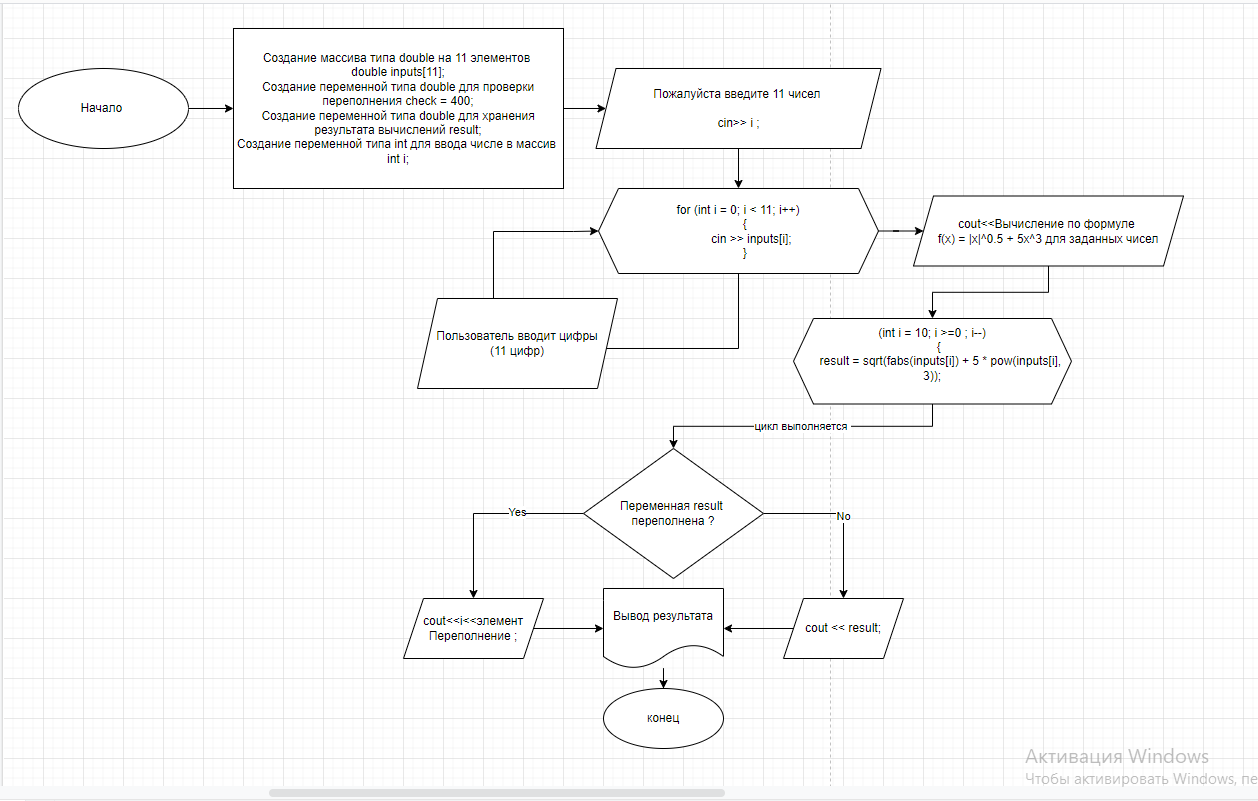 Начало
Создание массива типа double на 11 элементов
double inputs[11];
Создание переменной типа double для проверки
переполнения check = 400;
Создание переменной типа double для хранения
результата вычислений result;
Создание переменной типа int для ввода числе в массив
int i;
Пожалуйста введите 11 чисел
cin>> i ;
for (int i = 0; i < 11; i++)
{
cin >> inputs[i];
}
cout<<Вычисление по формуле
f(x) = |x|^0.5 + 5x^3 для заданных чисел
Пользователь вводит цифры
(11 цифр)
(int i = 10; i >=0 ; i--)
{
result = sqrt(fabs(inputs[i]) + 5 * pow(inputs[i],
3));
цикл выполняется
Переменная result
переполнена ?
Yes
No
cout<<i<<элемент
Переполнение ;
Вывод результата
cout << result;
конец
Активация Windows
Чтобы активировать Windows, пе